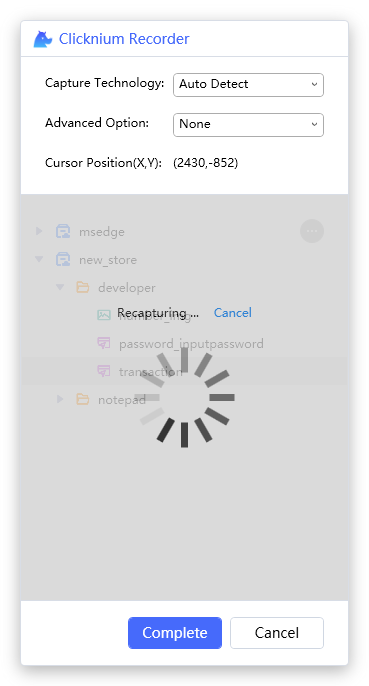 Clicknium Recorder
Capture Technology: Auto Detect
Advanced Option: None
Cursor Position(X,Y): (2430,-852)
msedge
new_store
developer
Recapturing ... Cancel
password_inputpassword
transaction
notepad
Complete Cancel